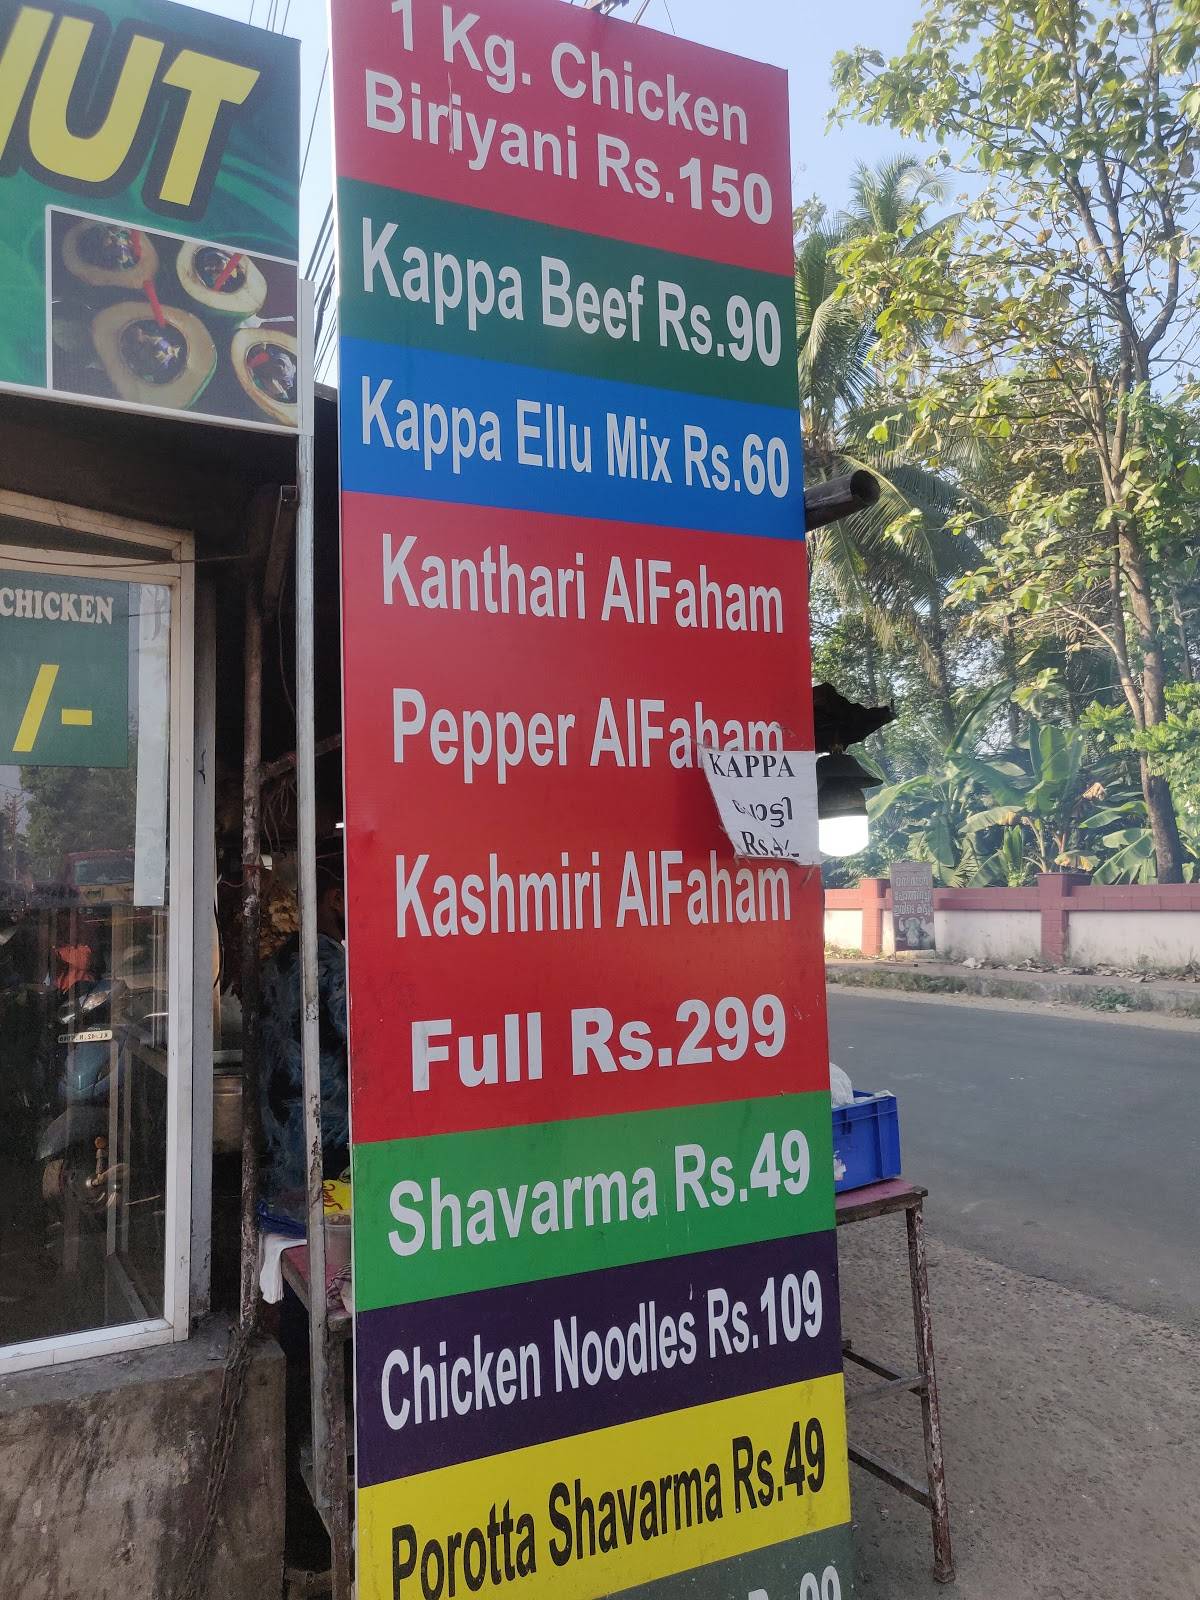 1 Kg. Chicken
Biriyani Rs.150
Kappa Beef Rs.90
Kappa Ellu Mix Rs.60
Kanthari AlFaham
Pepper AlFaham
KAPPA
Kashmiri AlFaham
Full Rs.299
Shavarma Rs.49
Chicken Noodles Rs.109
Porotta Shavarma Rs.49
CHICKEN
/-